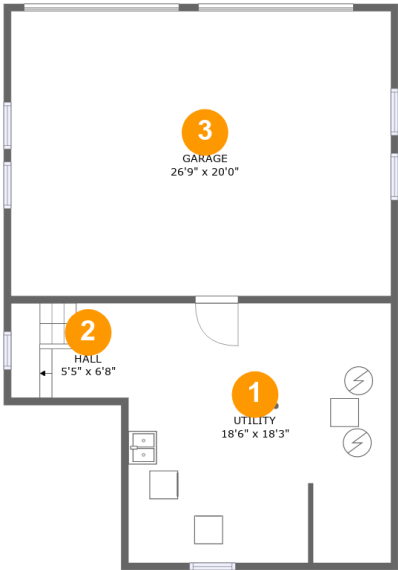 3
GARAGE
26'9" x 20'0"
2
HALL
5'5" x 6'8"
1
UTILITY
18'6" x 18'3"